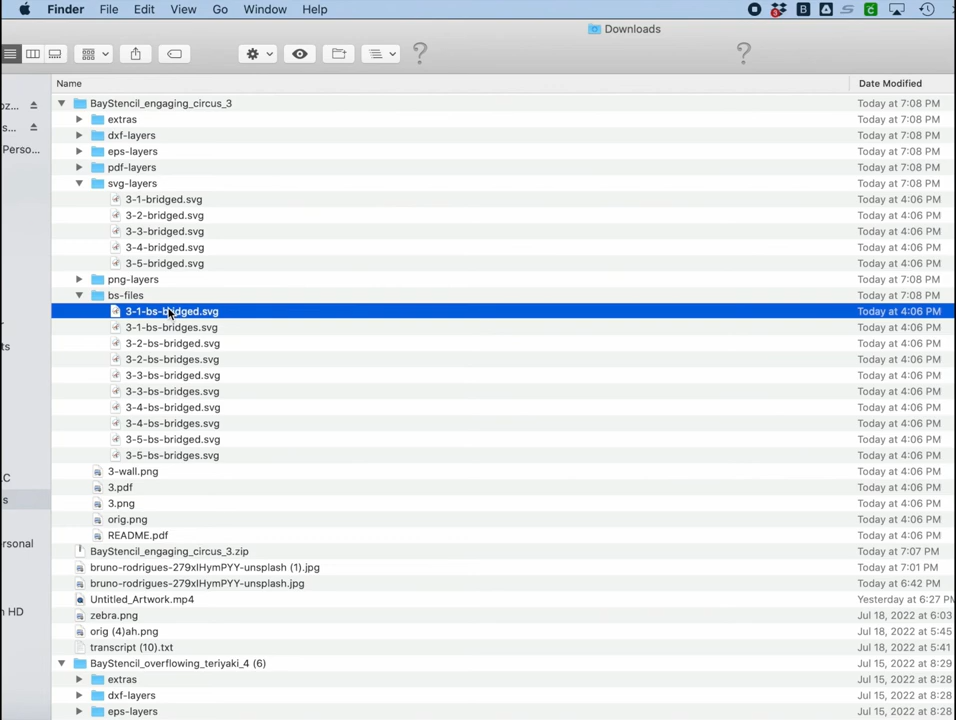 Finder File Edit View Go Window Help
Downloads
Name Date Modified
BayStencil_engaging_circus_3 Today at 7:08 PM
extras Today at 7:08 PM
oz...
dxf-layers Today at 7:08 PM
s...
eps-layers Today at 7:08 PM
Perso...
pdf-layers Today at 7:08 PM
svg-layers Today at 7:08 PM
3-1-bridged.svg Today at 4:06 PM
3-2-bridged.svg Today at 4:06 PM
3-3-bridged.svg Today at 4:06 PM
3-4-bridged.svg Today at 4:06 PM
3-5-bridged.svg Today at 4:06 PM
png-layers Today at 7:08 PM
bs-files Today at 7:08 PM
3-1-bs-bridged.svg Today at 4:06 PM
3-1-bs-bridges.svg Today at 4:06 PM
3-2-bs-bridged.svg Today at 4:06 PM
ts
3-2-bs-bridges.svg Today at 4:06 PM
3-3-bs-bridged.svg Today at 4:06 PM
3-3-bs-bridges.svg Today at 4:06 PM
3-4-bs-bridged.svg Today at 4:06 PM
3-4-bs-bridges.svg Today at 4:06 PM
3-5-bs-bridged.svg Today at 4:06 PM
3-5-bs-bridges.svg Today at 4:06 PM
3-wall.png Today at 4:06 PM
.C
3.pdf Today at 4:06 PM
s
3.png Today at 4:06 PM
orig.png Today at 4:06 PM
README.pdf Today at 4:06 PM
rsonal
BayStencil_engaging_circus_3.zip Today at 7:07 PM
bruno-rodrigues-279xIHymPYY-unsplash (1).jpg Today at 7:01 PM
bruno-rodrigues-279xIHymPYY-unsplash.jpg Today at 6:42 PM
Untitled_Artwork.mp4 Yesterday at 6:27 PM
n HD
zebra.png Jul 18, 2022 at 6:03
orig (4)ah.png Jul 18, 2022 at 5:45
transcript (10).txt Jul 18, 2022 at 5:41
BayStencil_overflowing_teriyaki_4 (6) Jul 15, 2022 at 8:29
extras Jul 15, 2022 at 8:28
dxf-layers Jul 15, 2022 at 8:28
eps-layers Jul 15, 2022 at 8:28